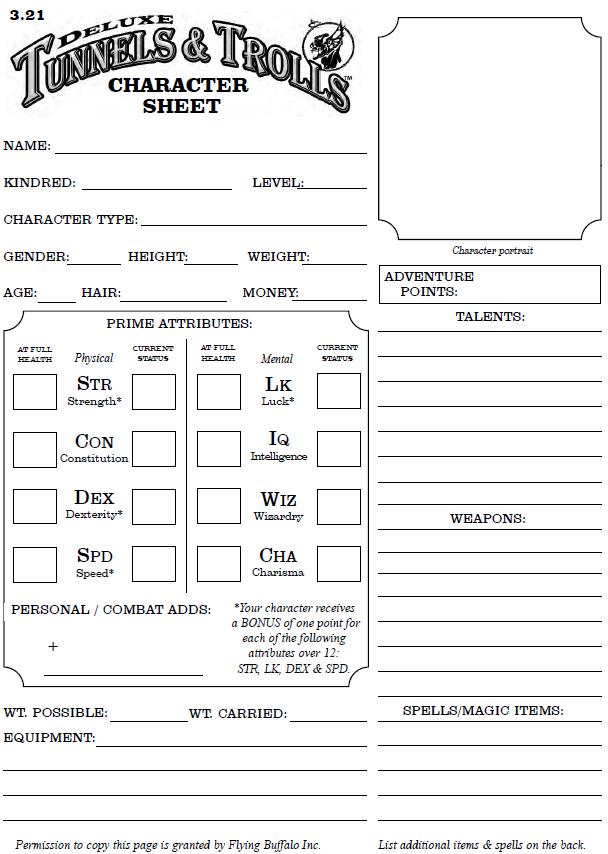 3.21
DELUXE
TUNNELS & TROLLS™
CHARACTER
SHEET
NAME:
KINDRED: LEVEL:
CHARACTER TYPE:
GENDER: HEIGHT: WEIGHT:
AGE: HAIR: MONEY:
Character portrait
ADVENTURE
POINTS:
PRIME ATTRIBUTES:
AT FULL HEALTH Physical CURRENT STATUS AT FULL HEALTH Mental CURRENT STATUS
STR LK
Strength* Luck*
CON IQ
Constitution Intelligence
DEX WIZ
Dexterity* Wizardry
SPD CHA
Speed* Charisma
PERSONAL / COMBAT ADDS:
+
*Your character receives
a BONUS of one point for
each of the following
attributes over 12:
STR, LK, DEX & SPD.
TALENTS:
WEAPONS:
WT. POSSIBLE: WT. CARRIED:
EQUIPMENT:
SPELLS/MAGIC ITEMS:
Permission to copy this page is granted by Flying Buffalo Inc.
List additional items & spells on the back.